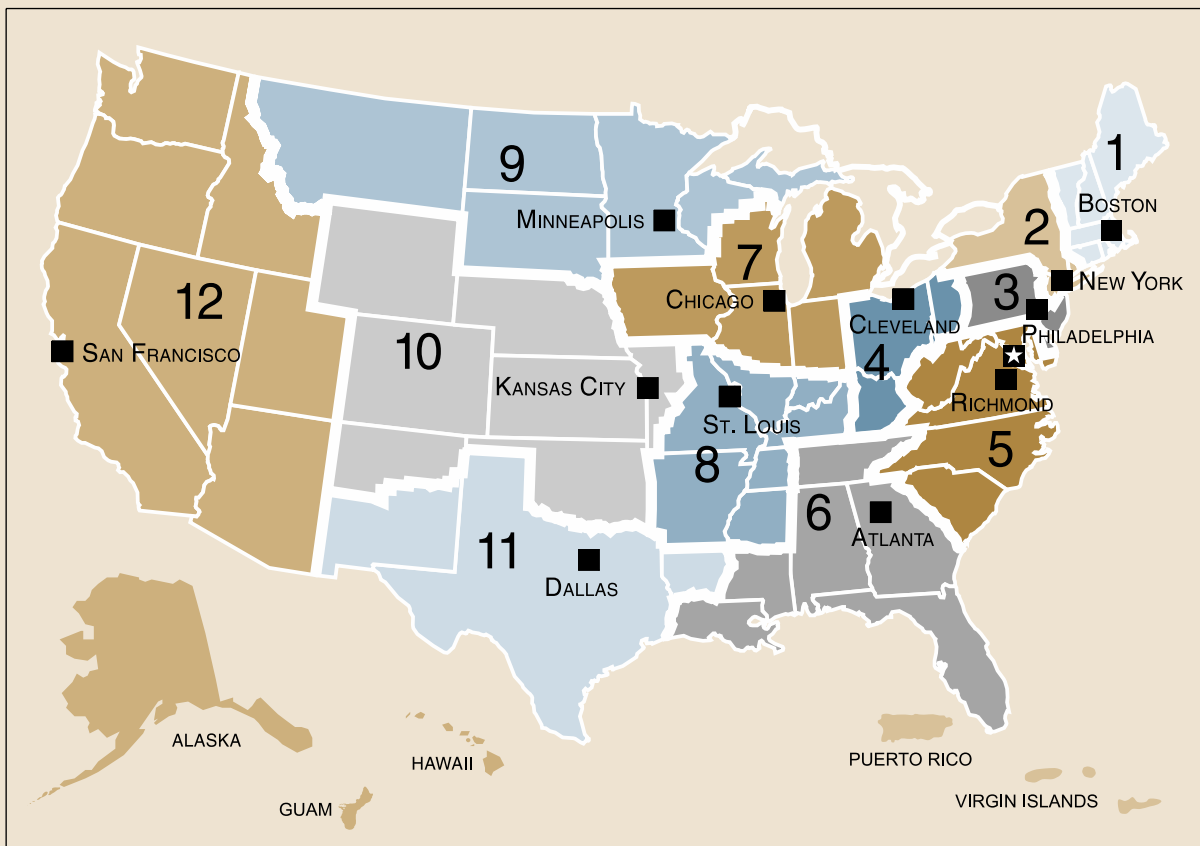 1
BOSTON
9
MINNEAPOLIS
2
7
3
NEW YORK
12
CHICAGO
CLEVELAND
PHILADELPHIA
SAN FRANCISCO
10
4
KANSAS CITY
RICHMOND
ST. LOUIS
5
8
6
11
ATLANTA
DALLAS
ALASKA
HAWAII
PUERTO RICO
GUAM
VIRGIN ISLANDS